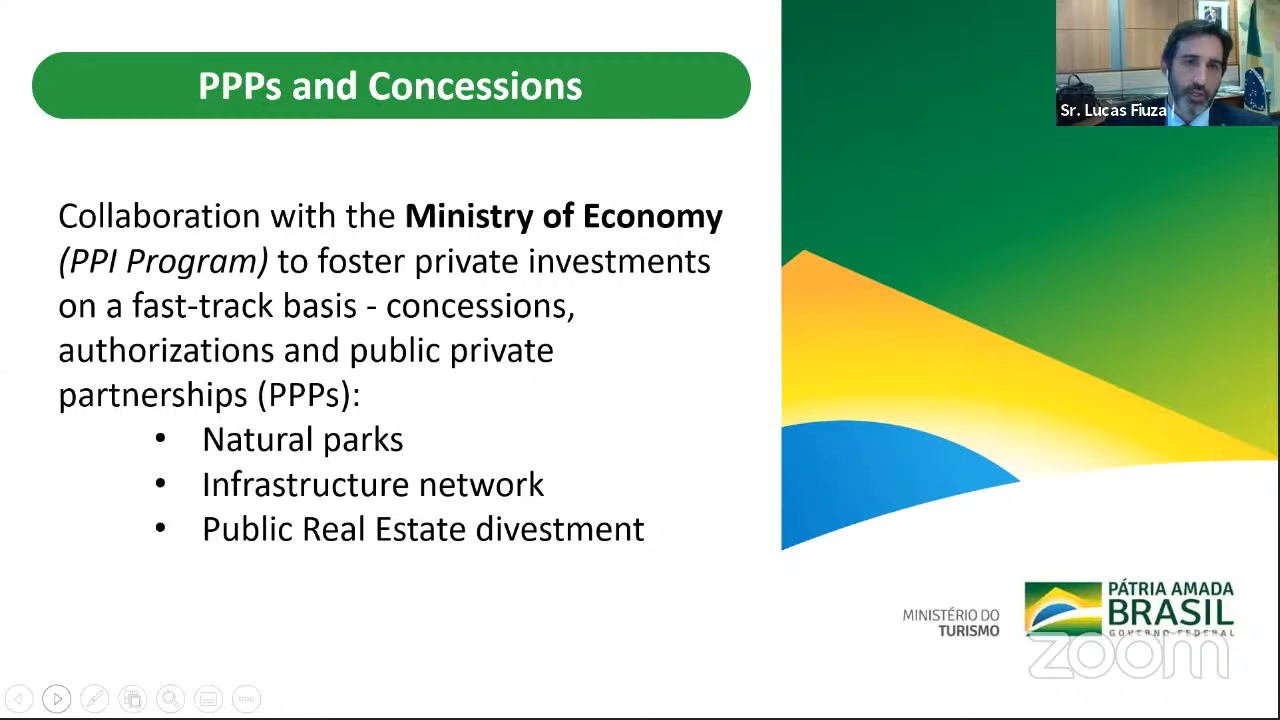 PPPs and Concessions
Sr. Lucas Fiuza
Collaboration with the Ministry of Economy
(PPI Program) to foster private investments
on a fast-track basis - concessions,
authorizations and public private
partnerships (PPPs):
• Natural parks
• Infrastructure network
• Public Real Estate divestment
MINISTÉRIO DO
TURISMO
PÁTRIA AMADA
BRASIL
GOVERNO FEDERAL
zoom